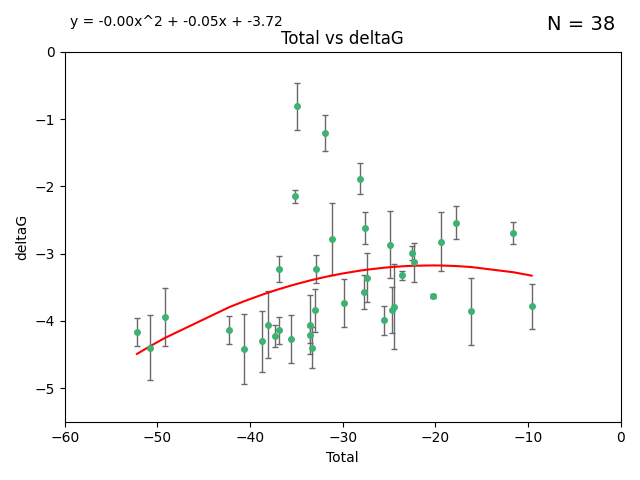 y = -0.00x^2 + -0.05x + -3.72
N = 38
Total vs deltaG
0
−1
−2
−3
−4
−5
deltaG
−60 −50 −40 −30 −20 −10 0
Total